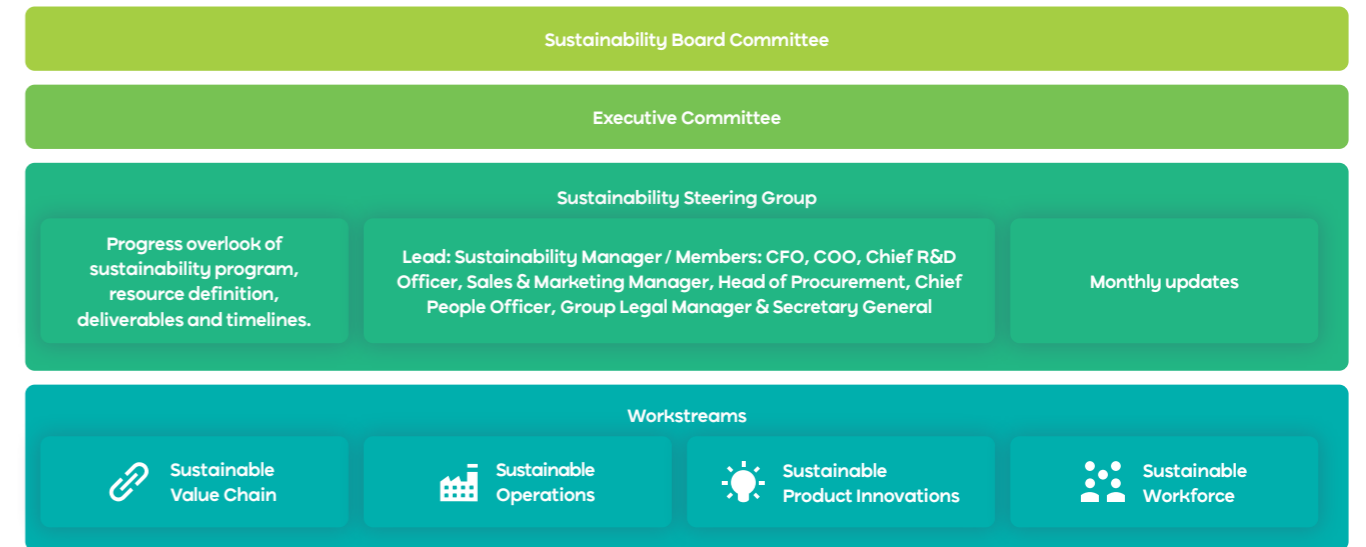 Sustainability Board Committee
Executive Committee
Sustainability Steering Group
Progress overlook of
sustainability program,
resource definition,
deliverables and timelines.
Lead: Sustainability Manager / Members: CFO, COO, Chief R&D
Officer, Sales & Marketing Manager, Head of Procurement, Chief
People Officer, Group Legal Manager & Secretary General
Monthly updates
Workstreams
Sustainable
Value Chain
Sustainable
Operations
Sustainable
Product Innovations
Sustainable
Workforce